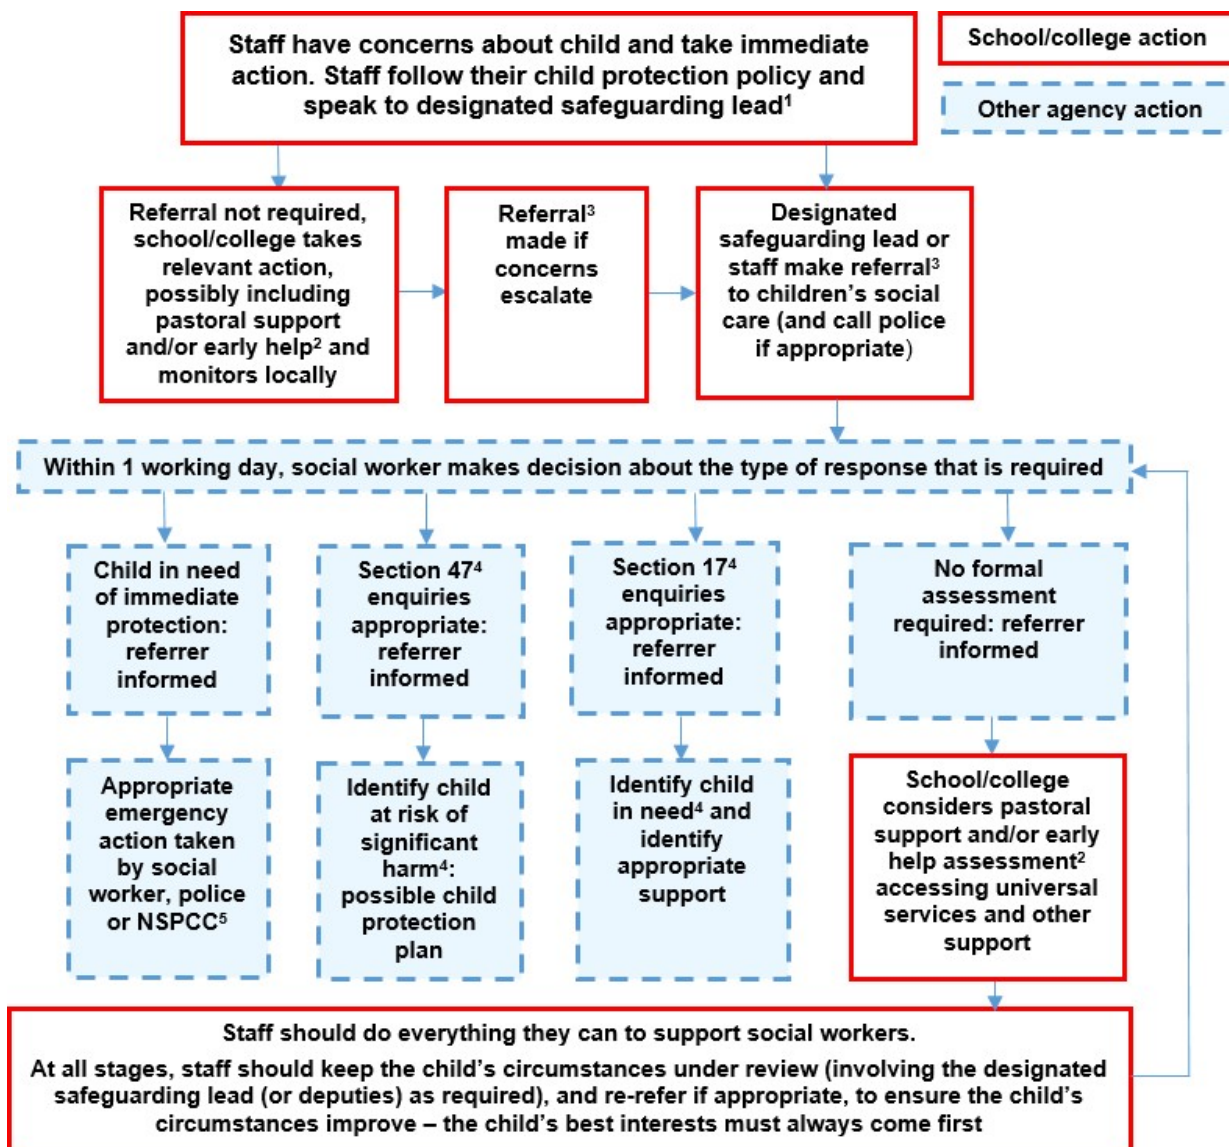 Staff have concerns about child and take immediate
action. Staff follow their child protection policy and
speak to designated safeguarding lead¹
School/college action
Other agency action
Referral not required,
school/college takes
relevant action,
possibly including
pastoral support
and/or early help² and
monitors locally
Referral³
made if
concerns
escalate
Designated
safeguarding lead or
staff make referral³
to children’s social
care (and call police
if appropriate)
Within 1 working day, social worker makes decision about the type of response that is required
Child in need
of immediate
protection:
referrer
informed
Section 47⁴
enquiries
appropriate:
referrer
informed
Section 17⁴
enquiries
appropriate:
referrer
informed
No formal
assessment
required: referrer
informed
Appropriate
emergency
action taken
by social
worker, police
or NSPCC⁵
Identify child
at risk of
significant
harm⁴:
possible child
protection
plan
Identify child
in need⁴ and
identify
appropriate
support
School/college
considers pastoral
support and/or early
help assessment²
accessing universal
services and other
support
Staff should do everything they can to support social workers.
At all stages, staff should keep the child’s circumstances under review (involving the designated
safeguarding lead (or deputies) as required), and re-refer if appropriate, to ensure the child’s
circumstances improve – the child’s best interests must always come first